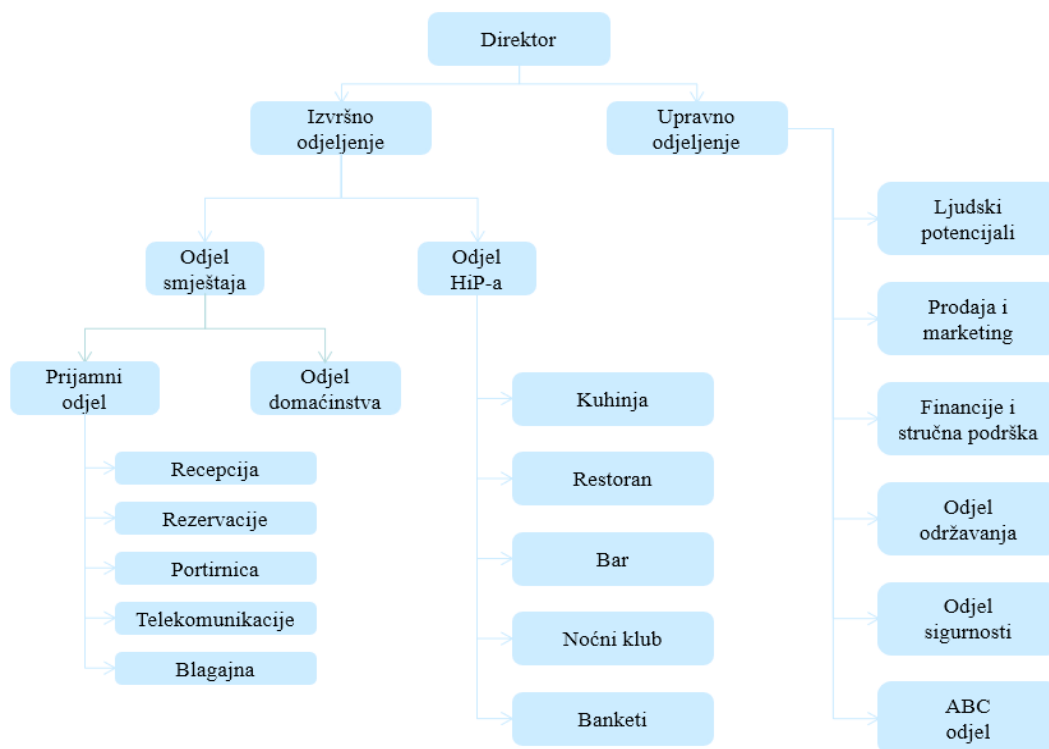 Direktor
Izvršno
odjeljenje
Upravno
odjeljenje
Odjel
smještaja
Odjel
HiP-a
Prijamni
odjel
Odjel
domaćinstva
Recepcija
Rezervacije
Portirnica
Telekomunikacije
Blagajna
Kuhinja
Restoran
Bar
Noćni klub
Banketi
Ljudski
potencijali
Prodaja i
marketing
Financije i
stručna podrška
Odjel
održavanja
Odjel
sigurnosti
ABC
odjel